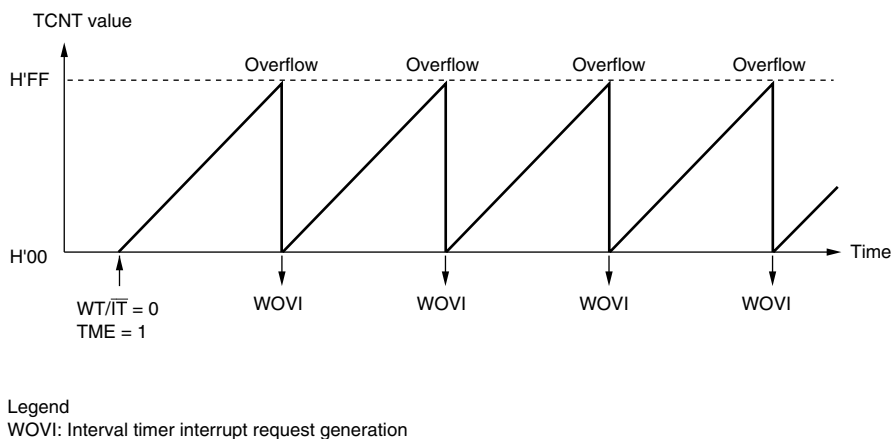 TCNT value
Overflow Overflow Overflow Overflow
H'FF
H'00
Time
WT/I̅T̅ = 0
TME = 1
WOVI WOVI WOVI WOVI
Legend
WOVI: Interval timer interrupt request generation